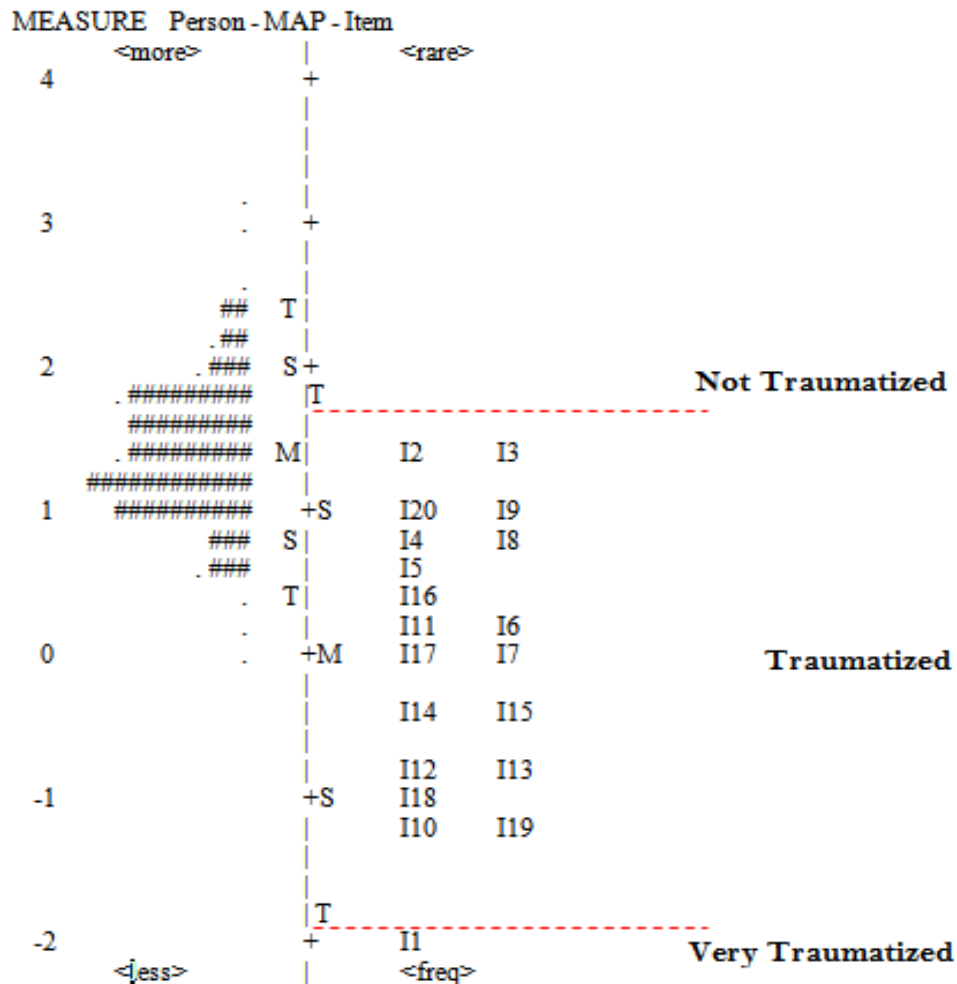 MEASURE Person - MAP - Item
<more> | <rare>
4 +
|
|
|
. |
3 . +
|
. |
## T |
.## |
2 .### S + Not Traumatized
.######### |T
######### |
.######### M | I2 I3
############ |
1 ########## +S I20 I9
### S | I4 I8
.### | I5
. T | I16
. | I11 I6
0 . +M I17 I7 Traumatized
|
| I14 I15
|
| I12 I13
-1 +S I18
| I10 I19
|
|
|T
-2 + I1 Very Traumatized
<less> | <freq>